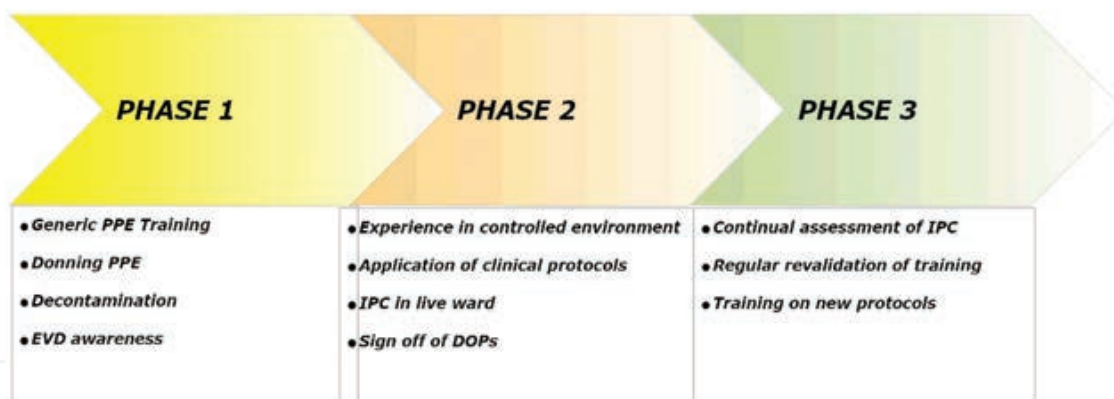 PHASE 1
PHASE 2
PHASE 3
• Generic PPE Training
• Donning PPE
• Decontamination
• EVD awareness
• Experience in controlled environment
• Application of clinical protocols
• IPC in live ward
• Sign off of DOPs
• Continual assessment of IPC
• Regular revalidation of training
• Training on new protocols